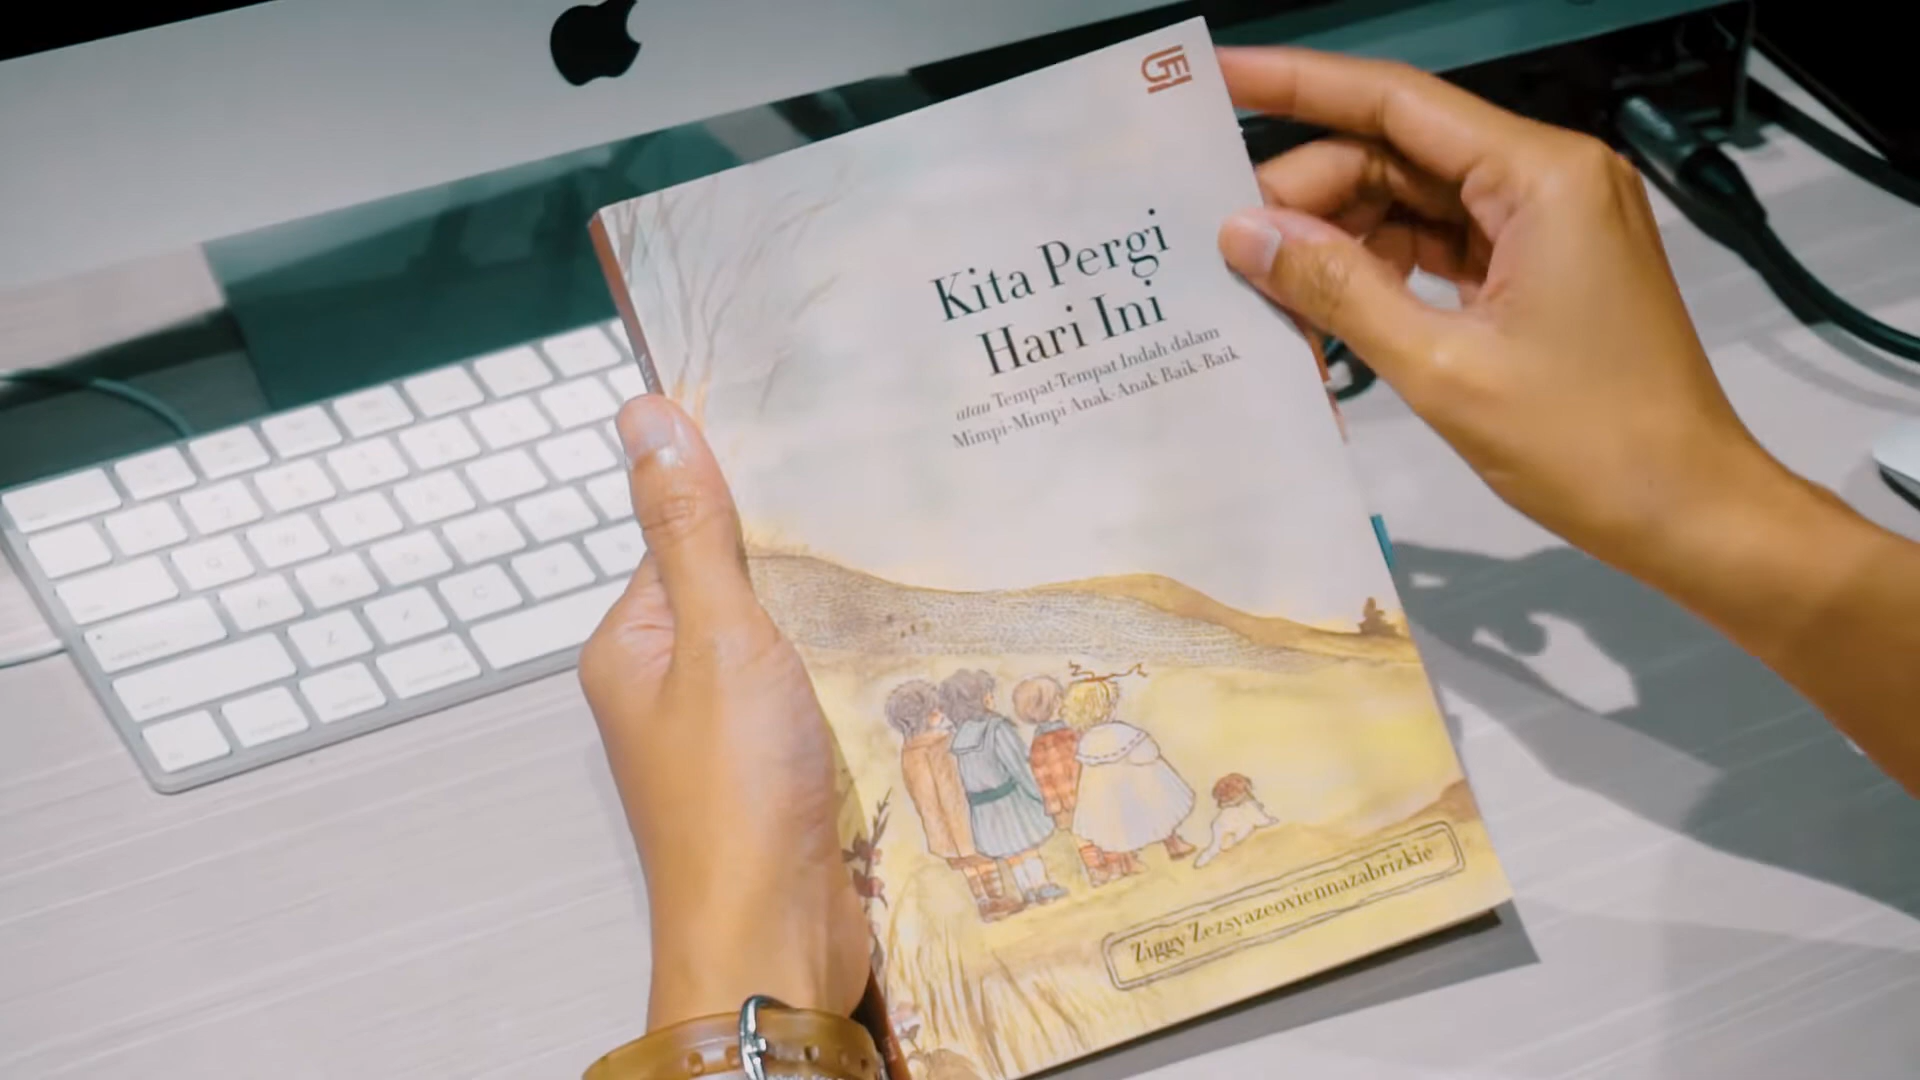 Kita Pergi
Hari Ini
atau Tempat-Tempat Indah dalam
Mimpi-Mimpi Anak-Anak Baik-Baik
Ziggy Zezsyazeoviennazabrizkie